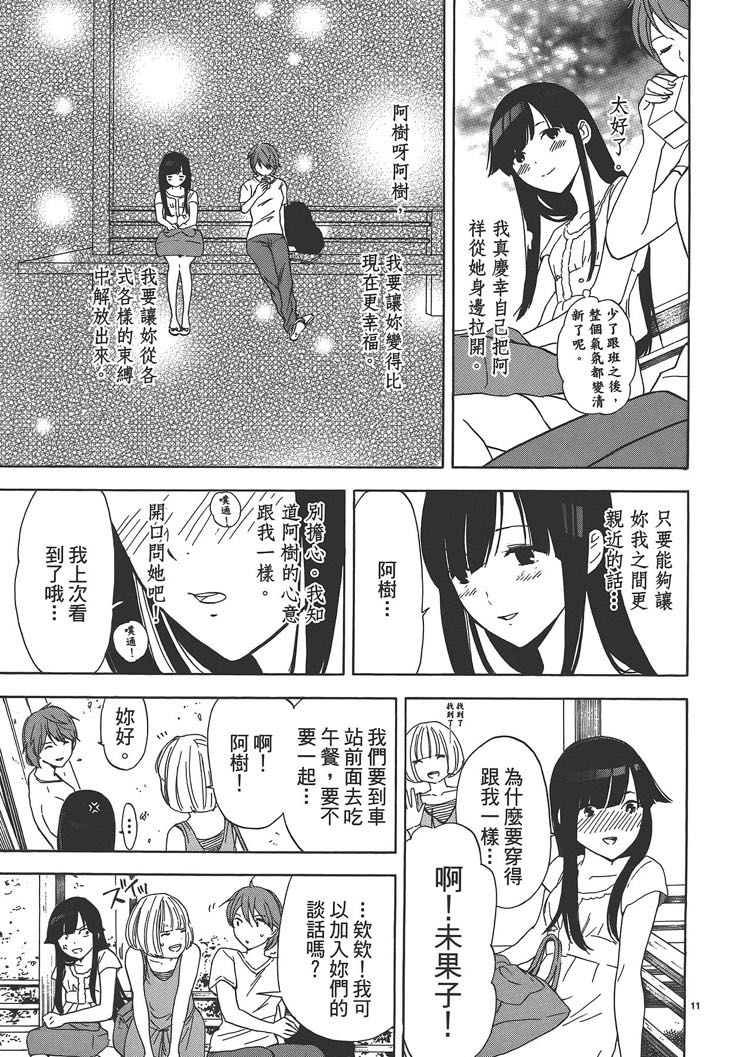 太好了。
我真慶幸自己把阿
祥從她身邊拉開。
少了跟班之後，
整個氣氛都變清
新了呢。
阿樹呀阿樹，
我要讓妳變得比
現在更幸福。
我要讓妳從各
式各樣的束縛
中解放出來。
只要能夠讓
妳我之間更
親近的話…
阿樹…
別擔心。我知
道阿樹的心意
跟我一樣。
噗通！
開口問她吧！
噗通！
我上次看
到了哦…
找到了
找到了
為什麼要穿得
跟我一樣…
啊！未果子！
我們要到車
站前面去吃
午餐，要不
要一起…
啊！
阿樹！
妳好。
…
…欸欸！我可
以加入妳們的
談話嗎？
11